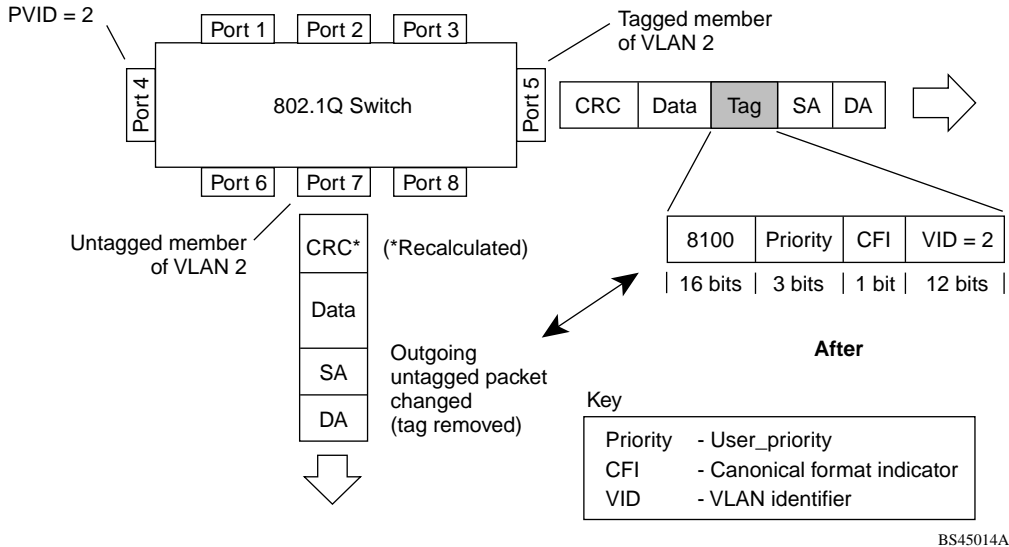 PVID = 2
Port 1
Port 2
Port 3
Tagged member
of VLAN 2
Port 4
802.1Q Switch
Port 5
CRC
Data
Tag
SA
DA
Port 6
Port 7
Port 8
Untagged member
of VLAN 2
CRC*
(*Recalculated)
8100
Priority
CFI
VID = 2
16 bits
3 bits
1 bit
12 bits
Data
After
SA
Outgoing
untagged packet
changed
(tag removed)
DA
Key
Priority - User_priority
CFI - Canonical format indicator
VID - VLAN identifier
BS45014A